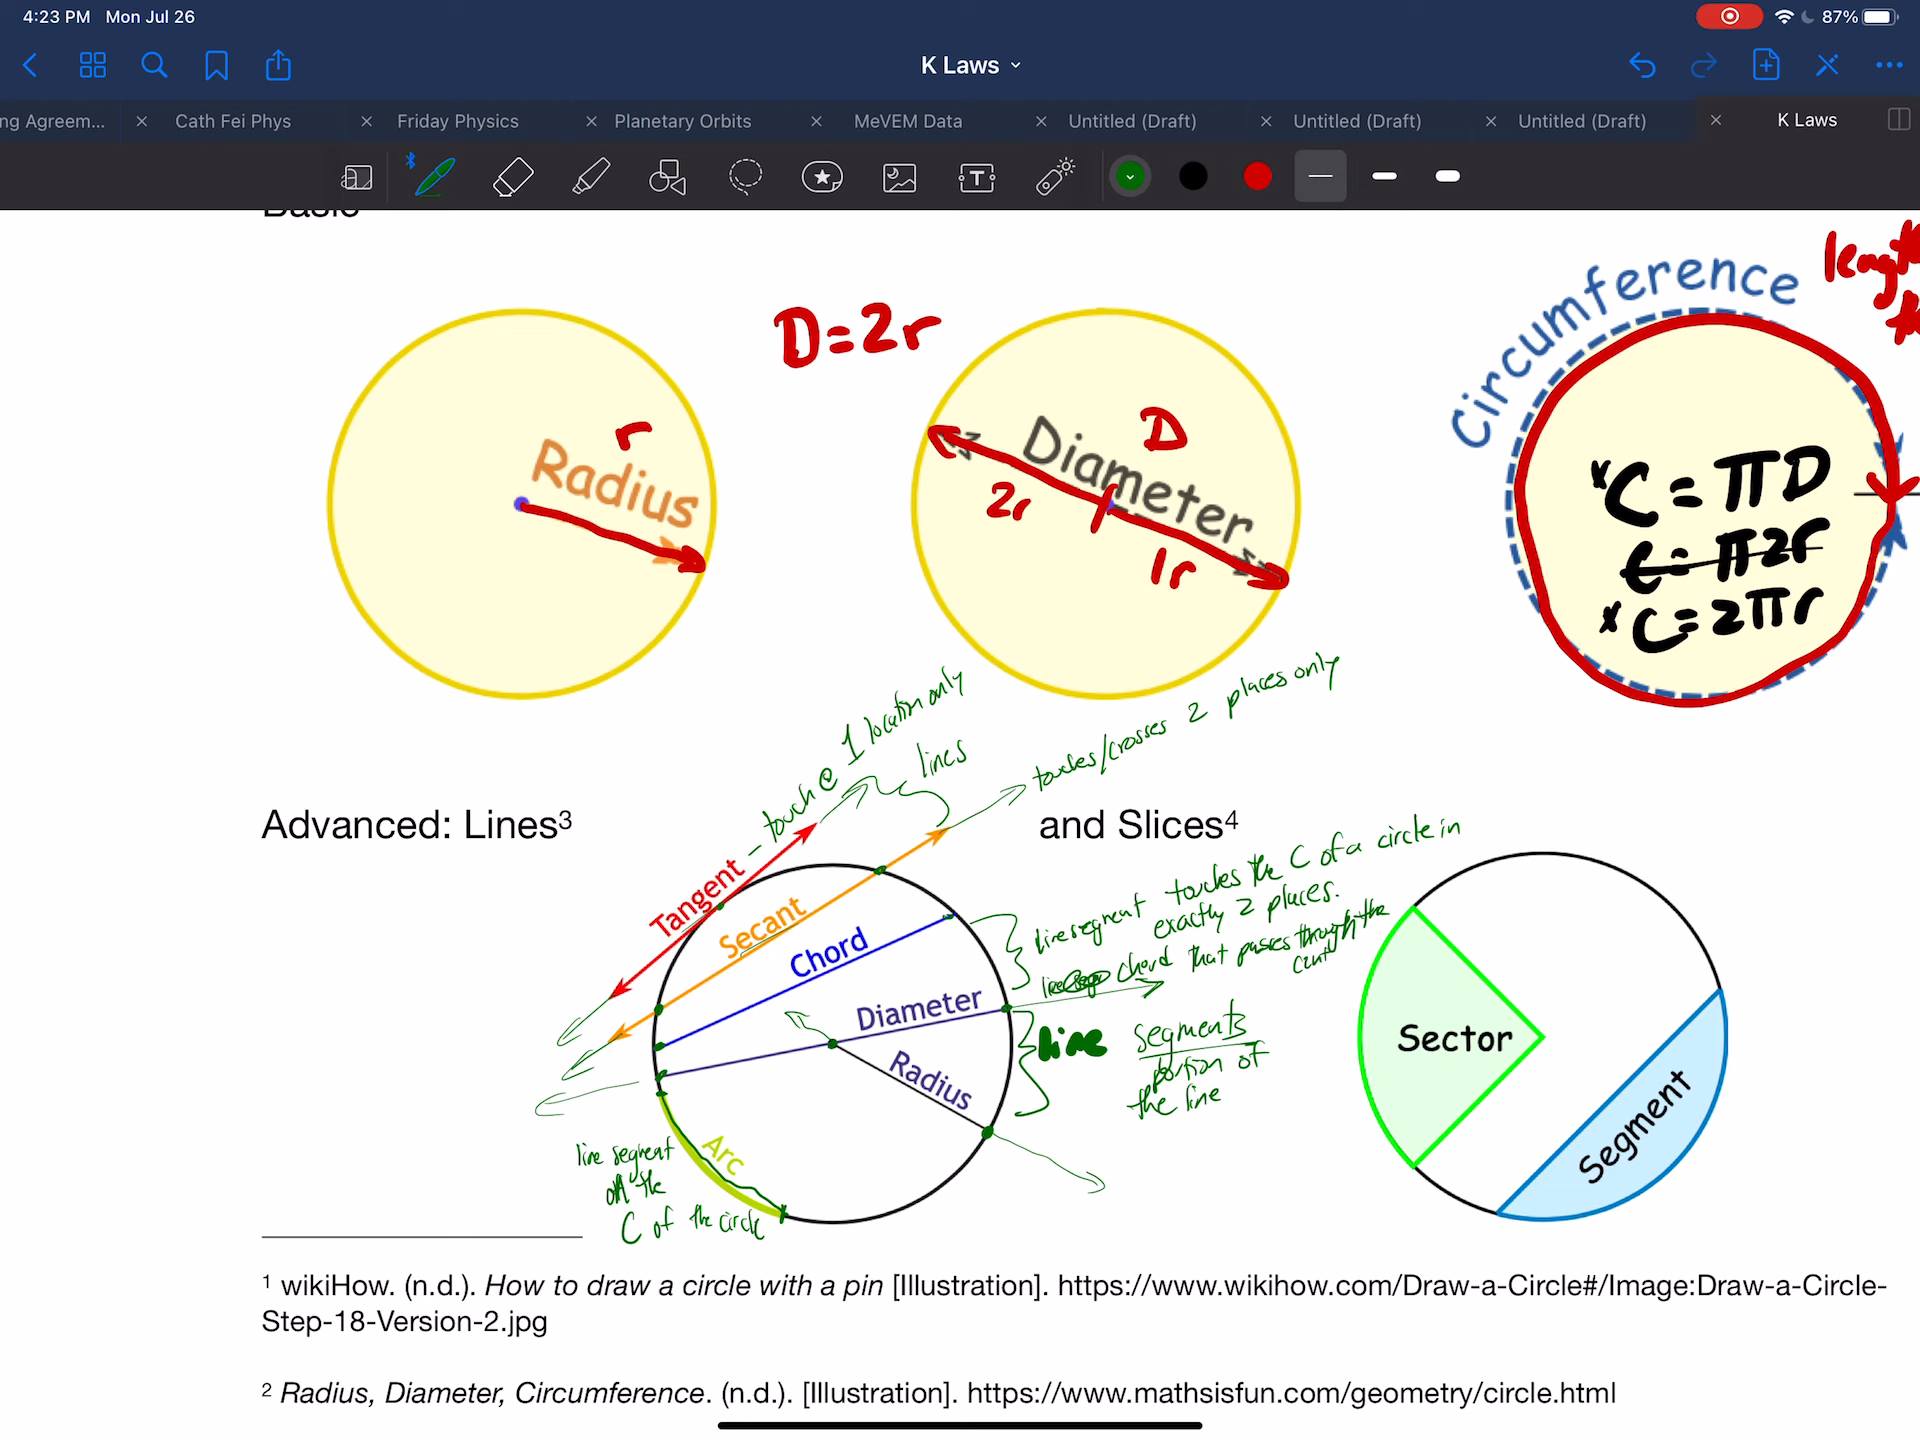 4:23 PM Mon Jul 26
87%
K Laws
ng Agreem...
Cath Fei Phys
Friday Physics
Planetary Orbits
MeVEM Data
Untitled (Draft)
Untitled (Draft)
Untitled (Draft)
K Laws
Basic
r
Radius
D=2r
D
Diameter
2r
1r
Circumference
length
C=πD
C=π2r
C=2πr
Advanced: Lines³
and Slices⁴
- touch @ 1 location only
lines
touches/crosses 2 places only
Tangent
Secant
Chord
Diameter
Radius
Arc
line segment touches the C of a circle in
exactly 2 places.
chord that passes through the
cent
line segments
portion of
the line
line segment
on the
C of the circle
Sector
Segment
¹ wikiHow. (n.d.). How to draw a circle with a pin [Illustration]. https://www.wikihow.com/Draw-a-Circle#/Image:Draw-a-Circle-
Step-18-Version-2.jpg
² Radius, Diameter, Circumference. (n.d.). [Illustration]. https://www.mathsisfun.com/geometry/circle.html